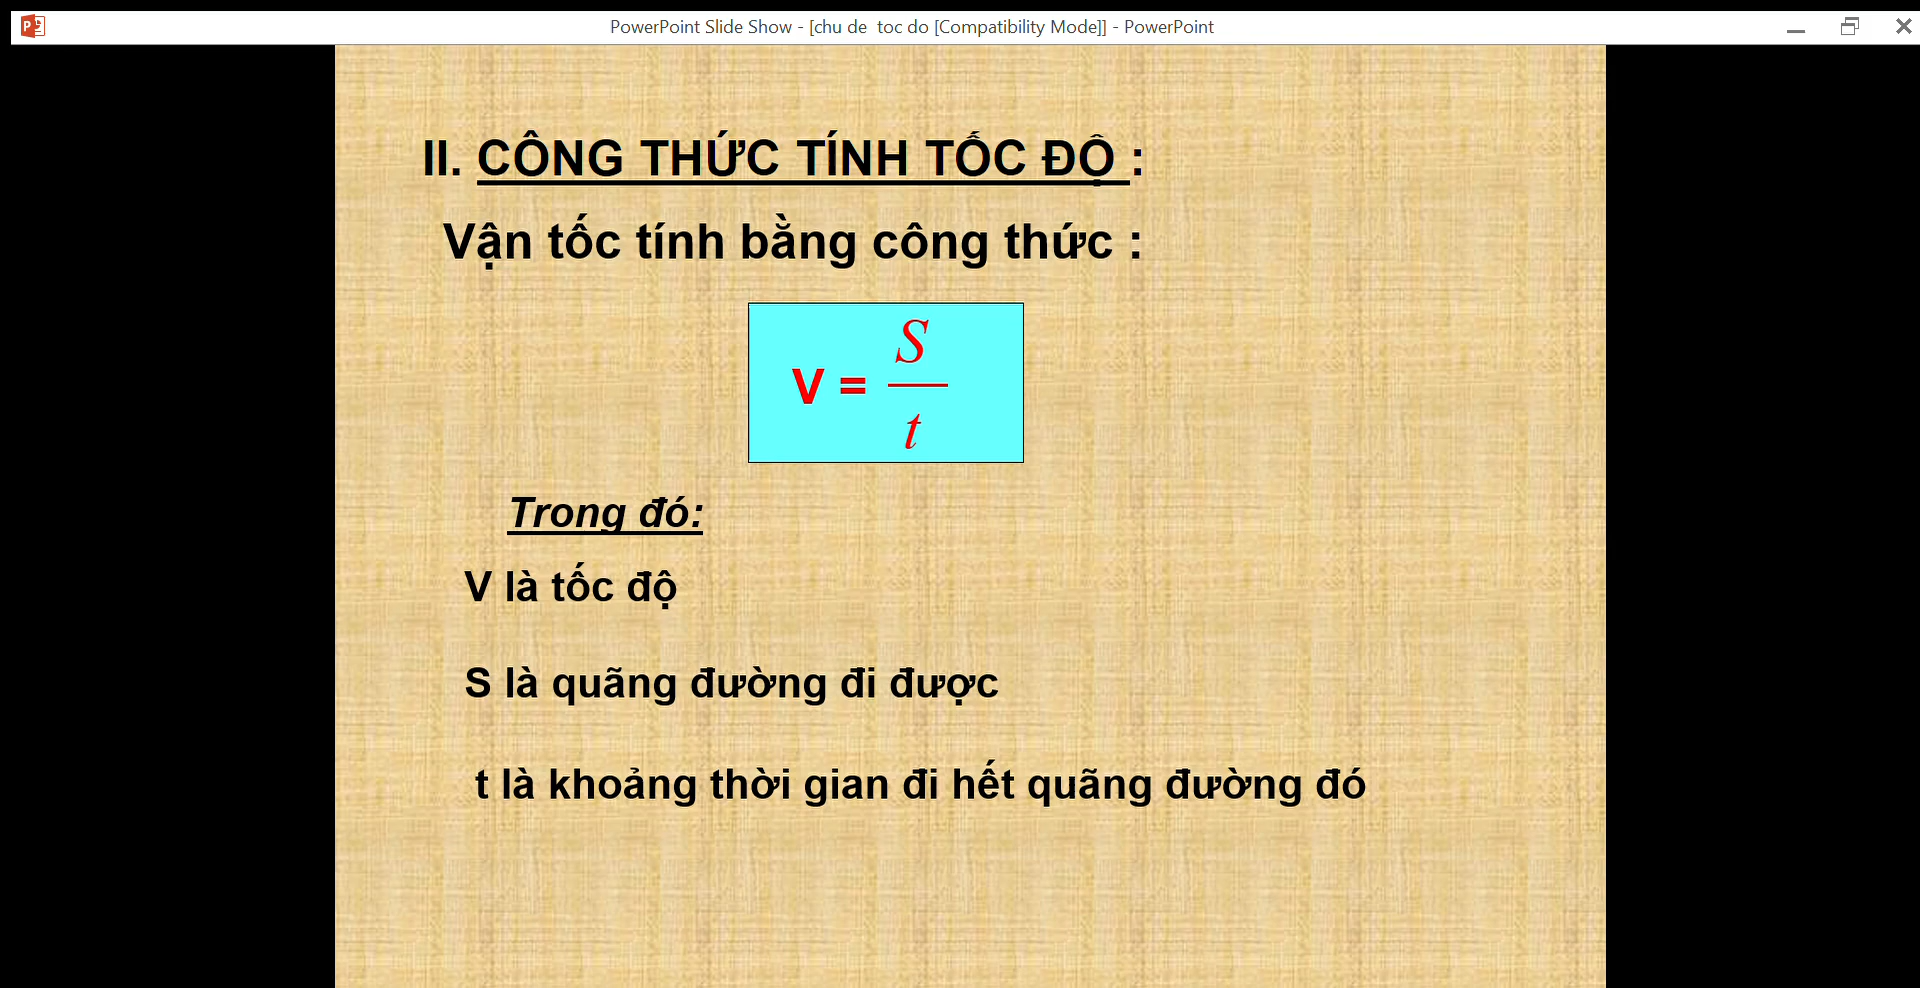 PowerPoint Slide Show - [chu de  toc do [Compatibility Mode]] - PowerPoint
II. CÔNG THỨC TÍNH TỐC ĐỘ :
Vận tốc tính bằng công thức :
V = S/t
Trong đó:
V là tốc độ
S là quãng đường đi được
t là khoảng thời gian đi hết quãng đường đó